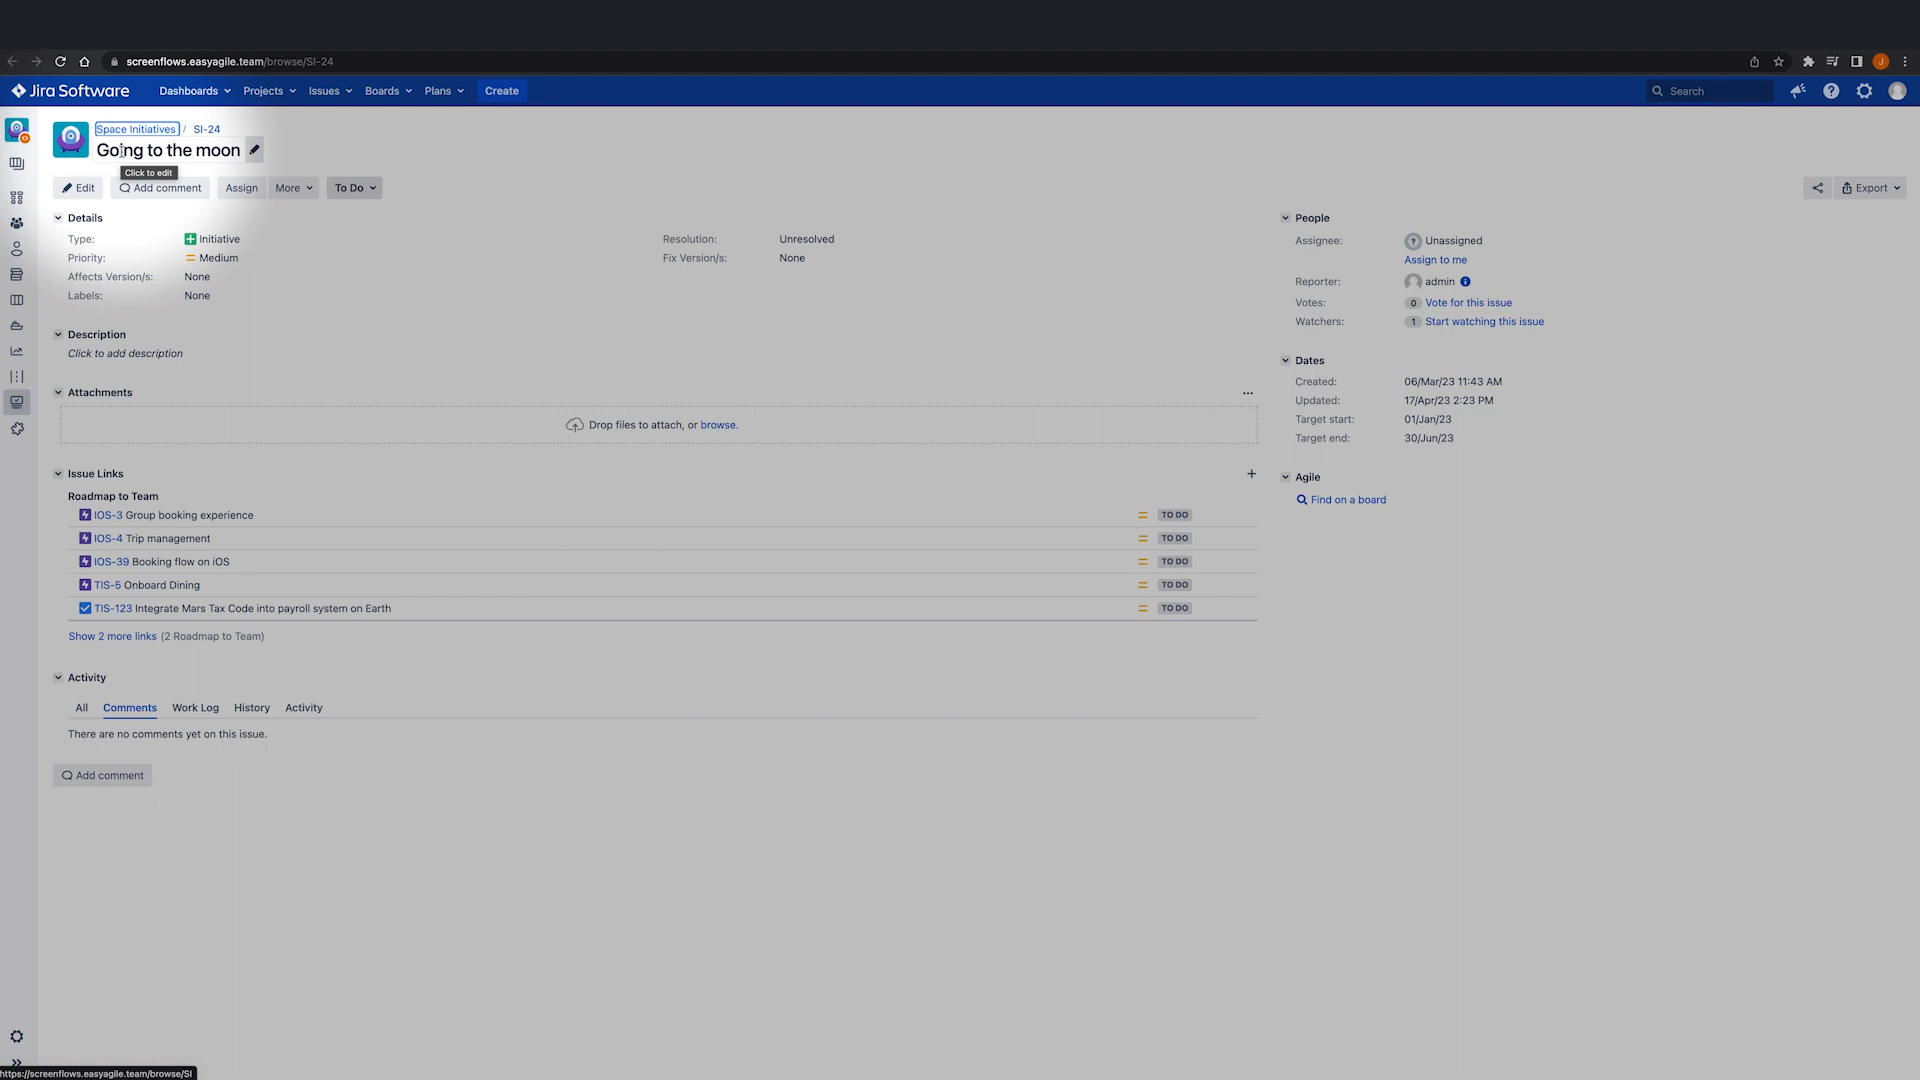 screenflows.easyagile.team/browse/SI-24
J
Jira Software Dashboards Projects Issues Boards Plans Create Search
Space Initiatives / SI-24
Going to the moon
Click to edit
Edit Add comment Assign More To Do Export
Details
Type: Initiative Resolution: Unresolved
Priority: Medium Fix Version/s: None
Affects Version/s: None
Labels: None
Description
Click to add description
Attachments
Drop files to attach, or browse.
Issue Links
Roadmap to Team
IOS-3 Group booking experience TO DO
IOS-4 Trip management TO DO
IOS-39 Booking flow on iOS TO DO
TIS-5 Onboard Dining TO DO
TIS-123 Integrate Mars Tax Code into payroll system on Earth TO DO
Show 2 more links (2 Roadmap to Team)
Activity
All Comments Work Log History Activity
There are no comments yet on this issue.
Add comment
People
Assignee: Unassigned
Assign to me
Reporter: admin
Votes: 0 Vote for this issue
Watchers: 1 Start watching this issue
Dates
Created: 06/Mar/23 11:43 AM
Updated: 17/Apr/23 2:23 PM
Target start: 01/Jan/23
Target end: 30/Jun/23
Agile
Find on a board
https://screenflows.easyagile.team/browse/SI